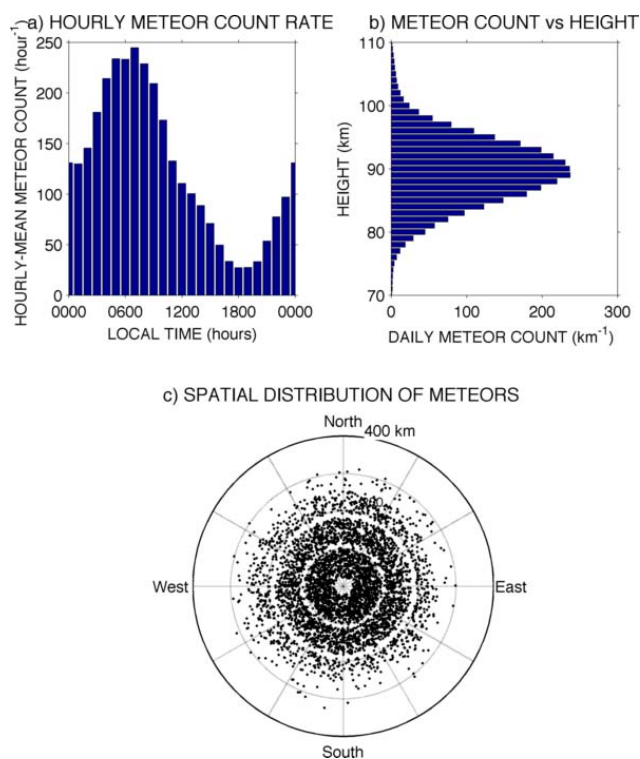 a) HOURLY METEOR COUNT RATE
HOURLY-MEAN METEOR COUNT (hour⁻¹)
250
200
150
100
50
0
0000 0600 1200 1800 0000
LOCAL TIME (hours)
b) METEOR COUNT vs HEIGHT
HEIGHT (km)
110
100
90
80
70
0 100 200 300
DAILY METEOR COUNT (km⁻¹)
c) SPATIAL DISTRIBUTION OF METEORS
North
400 km
West
East
South